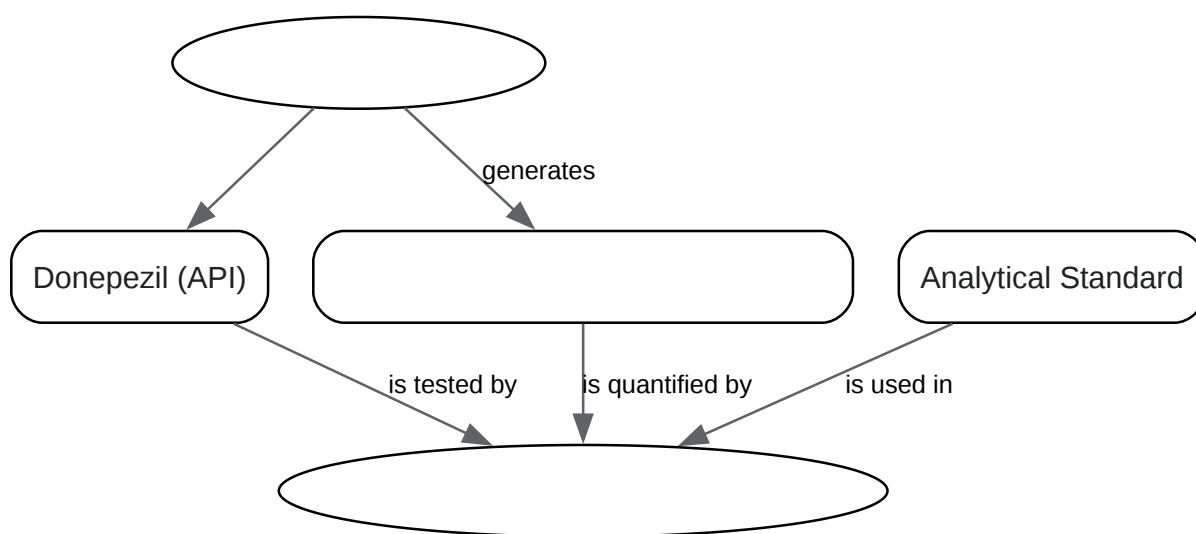 generates
Donepezil (API)
Analytical Standard
is tested by
is quantified by
is used in